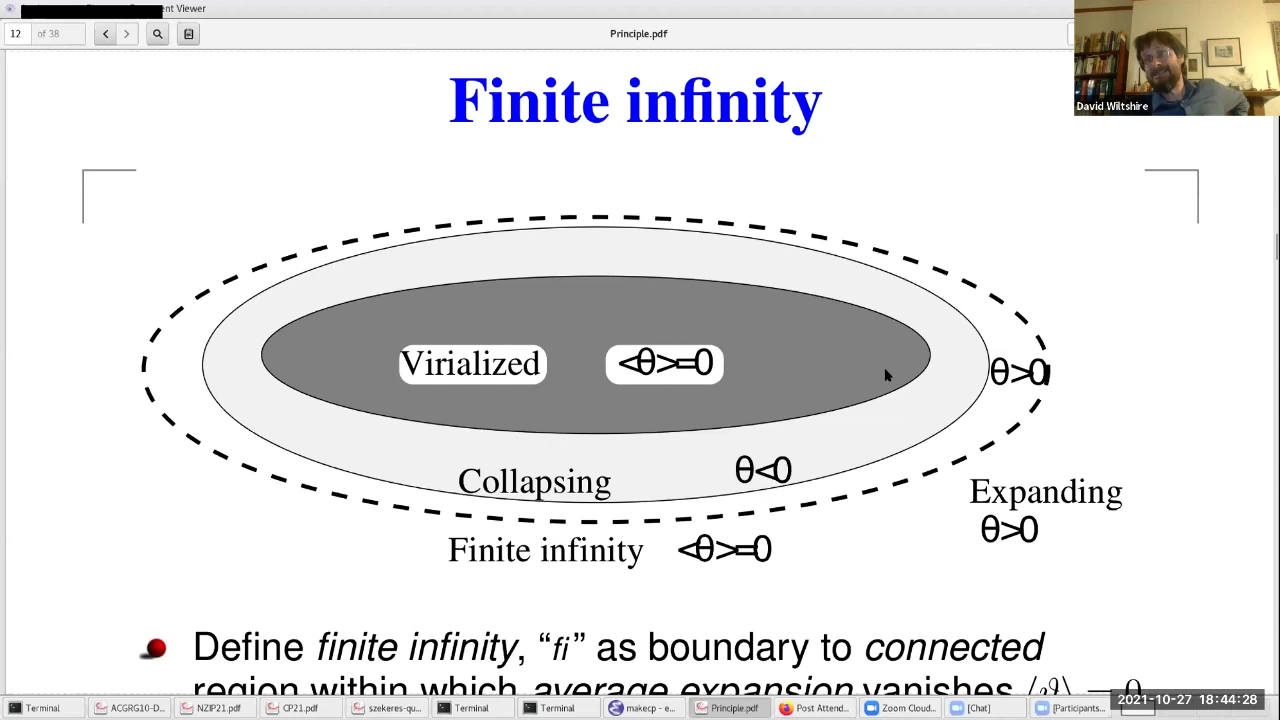 ent Viewer
12 of 38
Principle.pdf
David Wiltshire
Finite infinity
Virialized <θ>=0
θ>0
Collapsing θ<0
Expanding
θ>0
Finite infinity <θ>=0
Define finite infinity, “fi” as boundary to connected
region within which average expansion vanishes ⟨ϑ⟩ = 0
Terminal ACGRG10-D... NZIP21.pdf CP21.pdf szekeres-qu... Terminal Terminal makecp - e... Principle.pdf Post Attend... Zoom Cloud... [Chat] [Participants...
2021-10-27 18:44:28